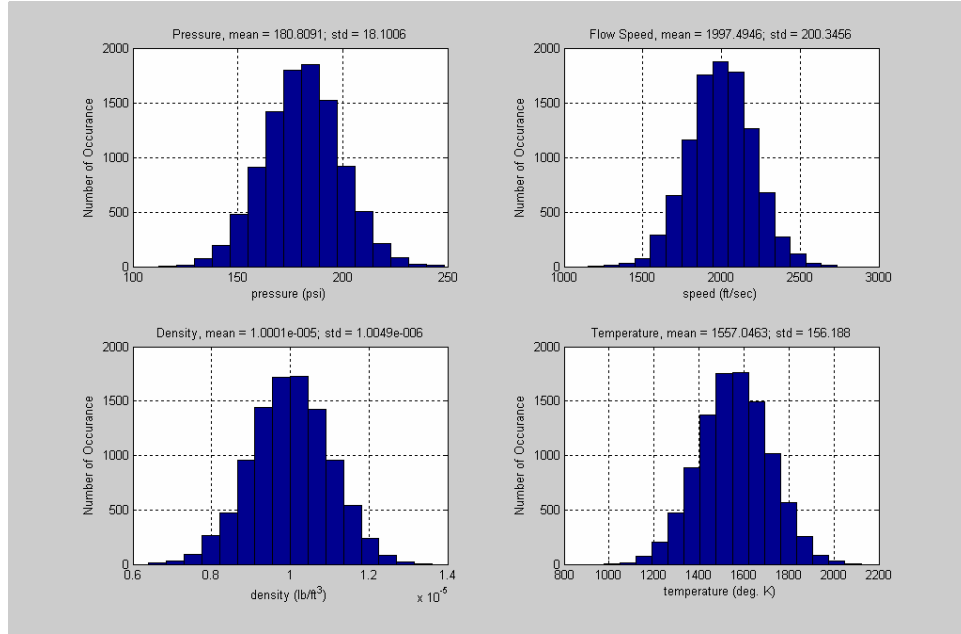 Pressure, mean = 180.8091; std = 18.1006
2000
1500
1000
500
0
Number of Occurance
100 150 200 250
pressure (psi)
Flow Speed, mean = 1997.4946; std = 200.3456
2000
1500
1000
500
0
Number of Occurance
1000 1500 2000 2500 3000
speed (ft/sec)
Density, mean = 1.0001e-005; std = 1.0049e-006
2000
1500
1000
500
0
Number of Occurance
0.6 0.8 1 1.2 1.4
density (lb/ft³) x 10⁻⁵
Temperature, mean = 1557.0463; std = 156.188
2000
1500
1000
500
0
Number of Occurance
800 1000 1200 1400 1600 1800 2000 2200
temperature (deg. K)